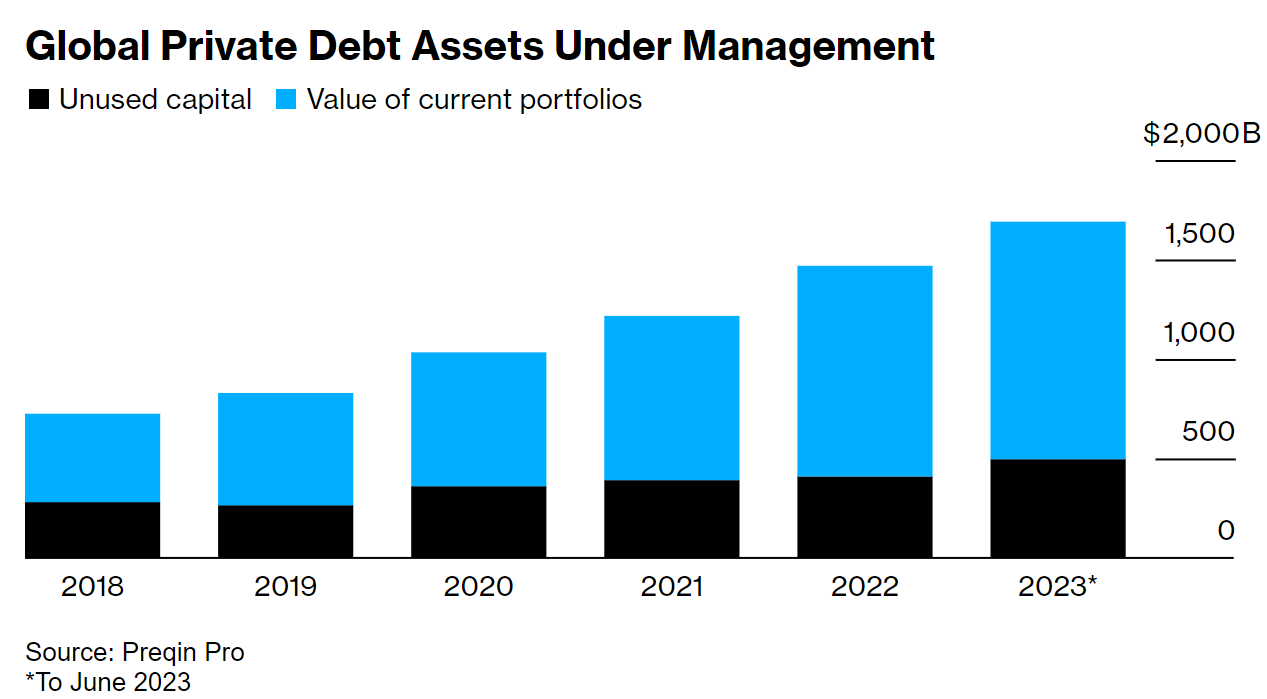 Global Private Debt Assets Under Management
Unused capital Value of current portfolios
$2,000B
1,500
1,000
500
0
2018 2019 2020 2021 2022 2023*
Source: Preqin Pro
*To June 2023